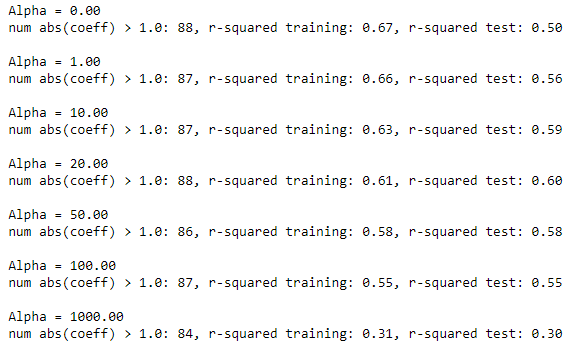 Alpha = 0.00
num abs(coeff) > 1.0: 88, r-squared training: 0.67, r-squared test: 0.50
Alpha = 1.00
num abs(coeff) > 1.0: 87, r-squared training: 0.66, r-squared test: 0.56
Alpha = 10.00
num abs(coeff) > 1.0: 87, r-squared training: 0.63, r-squared test: 0.59
Alpha = 20.00
num abs(coeff) > 1.0: 88, r-squared training: 0.61, r-squared test: 0.60
Alpha = 50.00
num abs(coeff) > 1.0: 86, r-squared training: 0.58, r-squared test: 0.58
Alpha = 100.00
num abs(coeff) > 1.0: 87, r-squared training: 0.55, r-squared test: 0.55
Alpha = 1000.00
num abs(coeff) > 1.0: 84, r-squared training: 0.31, r-squared test: 0.30